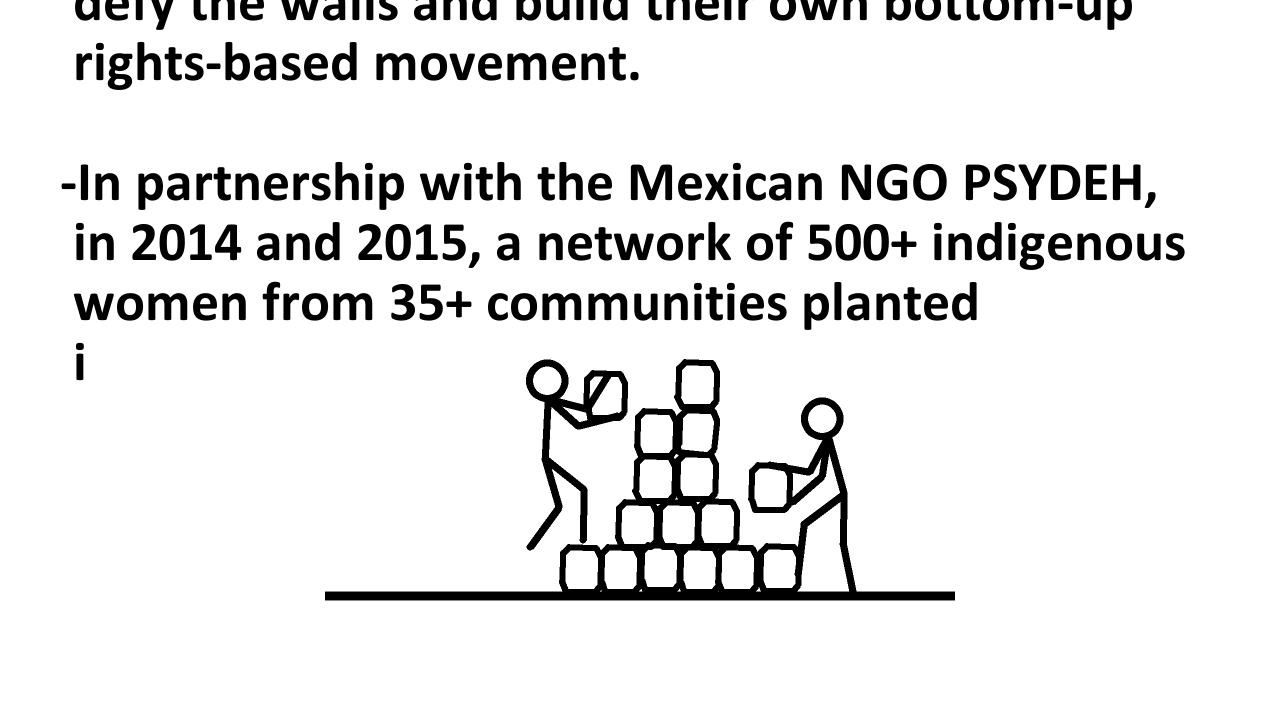 defy the walls and build their own bottom-up
rights-based movement.
-In partnership with the Mexican NGO PSYDEH,
in 2014 and 2015, a network of 500+ indigenous
women from 35+ communities planted
i